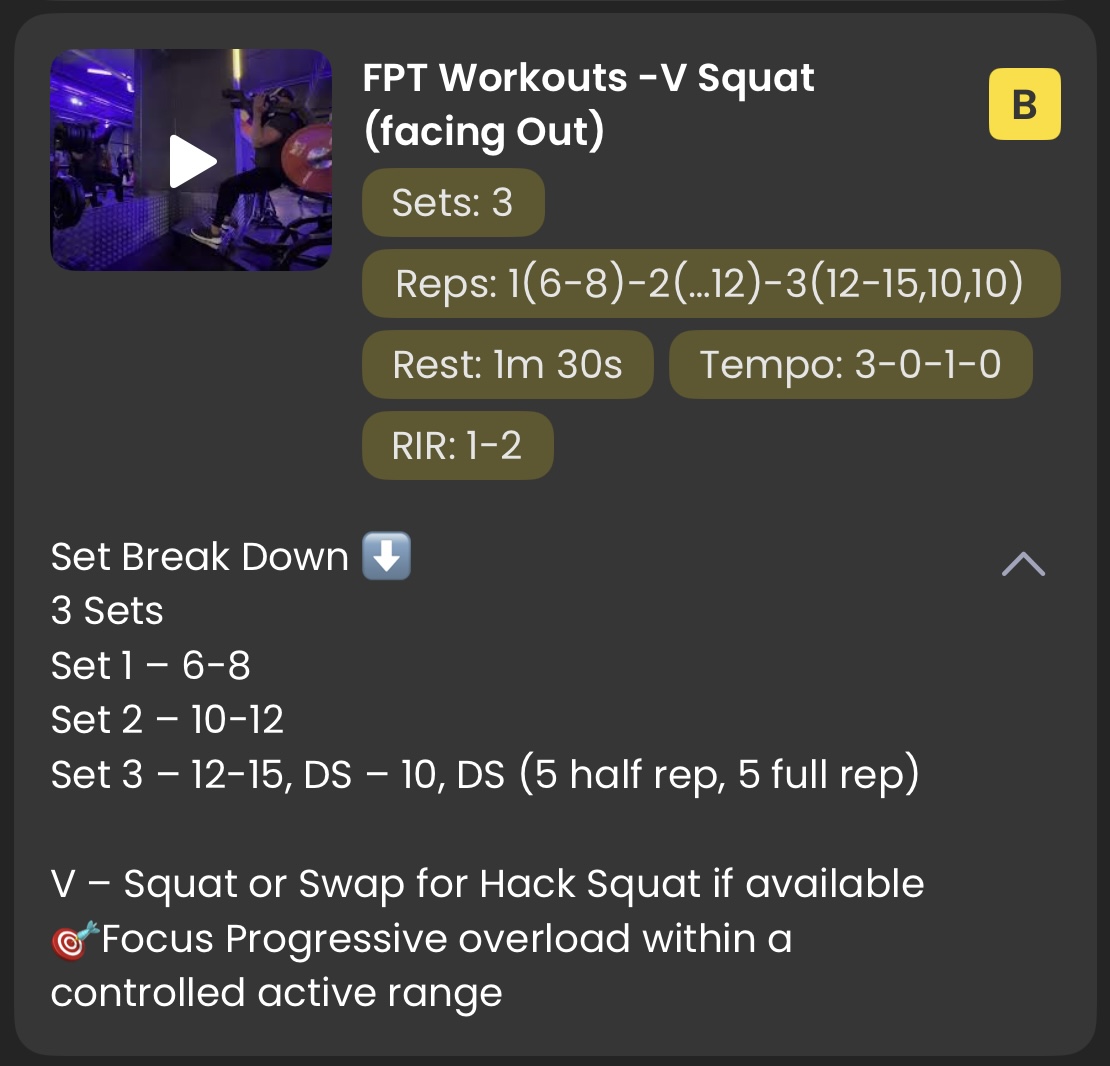 FPT Workouts -V Squat
(facing Out)
B
Sets: 3
Reps: 1(6-8)-2(...12)-3(12-15,10,10)
Rest: 1m 30s
Tempo: 3-0-1-0
RIR: 1-2
Set Break Down ⬇️
3 Sets
Set 1 – 6-8
Set 2 – 10-12
Set 3 – 12-15, DS – 10, DS (5 half rep, 5 full rep)
V – Squat or Swap for Hack Squat if available
🎯Focus Progressive overload within a
controlled active range